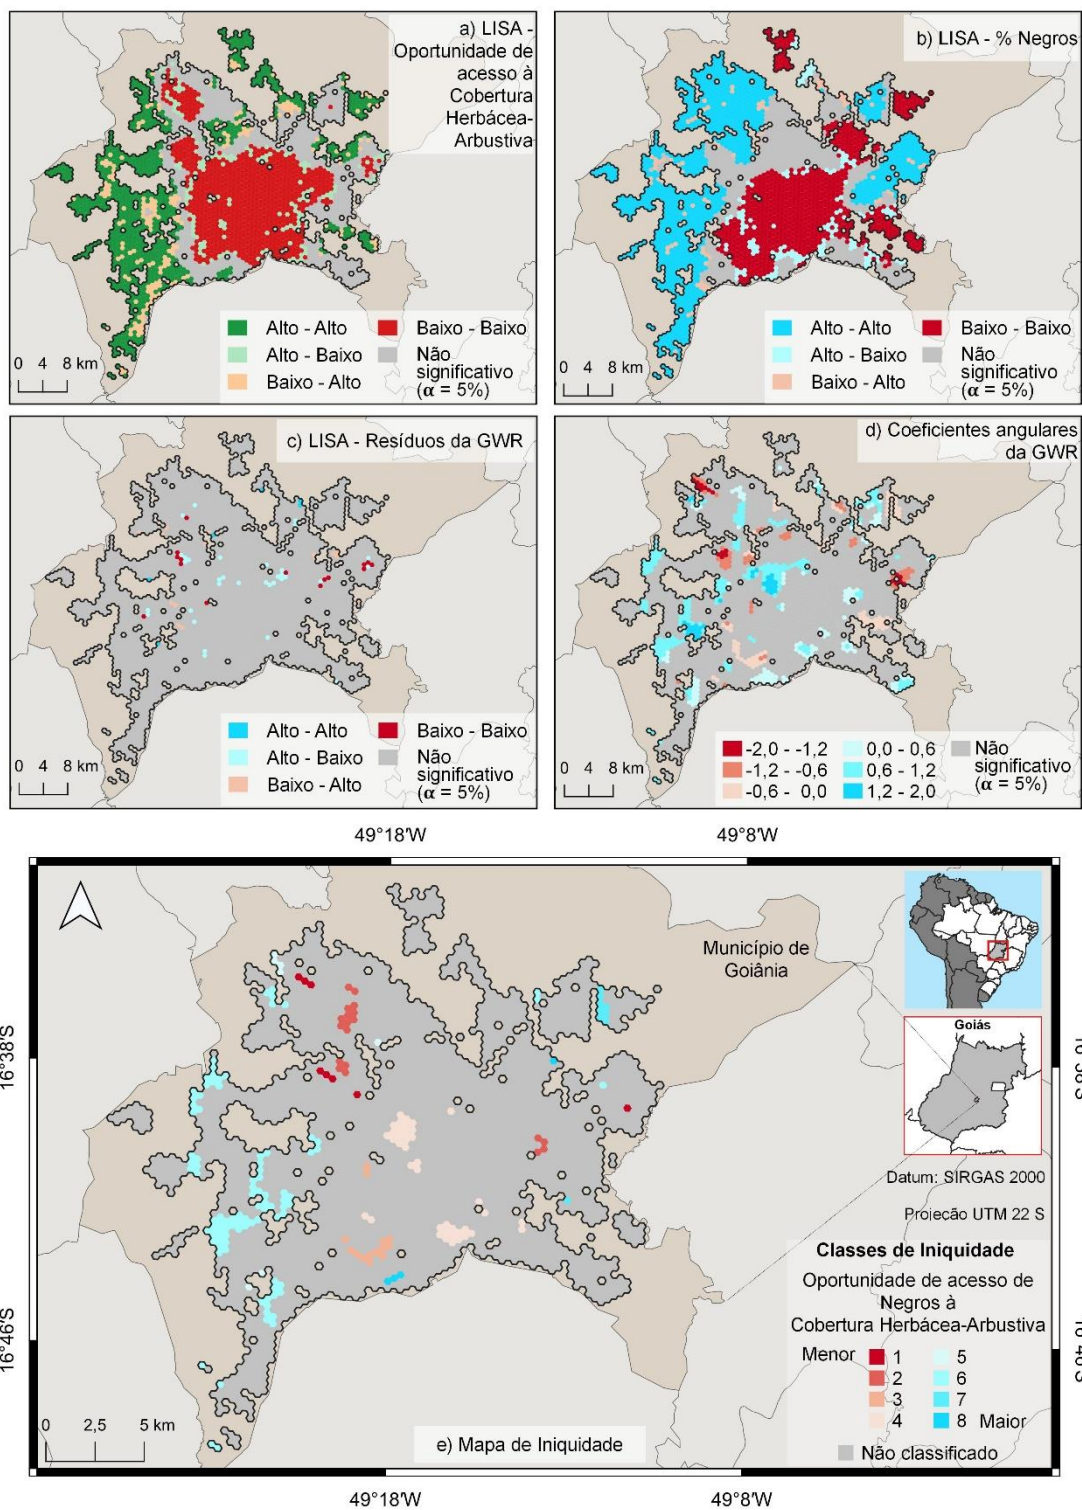 a) LISA -
Oportunidade de
acesso à
Cobertura
Herbácea-
Arbustiva
0 4 8 km
Alto - Alto
Alto - Baixo
Baixo - Alto
Baixo - Baixo
Não
significativo
(α = 5%)
b) LISA - % Negros
0 4 8 km
Alto - Alto
Alto - Baixo
Baixo - Alto
Baixo - Baixo
Não
significativo
(α = 5%)
c) LISA - Resíduos da GWR
0 4 8 km
Alto - Alto
Alto - Baixo
Baixo - Alto
Baixo - Baixo
Não
significativo
(α = 5%)
d) Coeficientes angulares
da GWR
0 4 8 km
-2,0 - -1,2
-1,2 - -0,6
-0,6 - 0,0
0,0 - 0,6
0,6 - 1,2
1,2 - 2,0
Não
significativo
(α = 5%)
49°18'W 49°8'W
16°38'S
16°46'S
Município de
Goiânia
Goiás
Datum: SIRGAS 2000
Projecão UTM 22 S
Classes de Iniquidade
Oportunidade de acesso de
Negros à
Cobertura Herbácea-Arbustiva
Menor 1 5
2 6
3 7
4 8 Maior
Não classificado
0 2,5 5 km
e) Mapa de Iniquidade
49°18'W 49°8'W